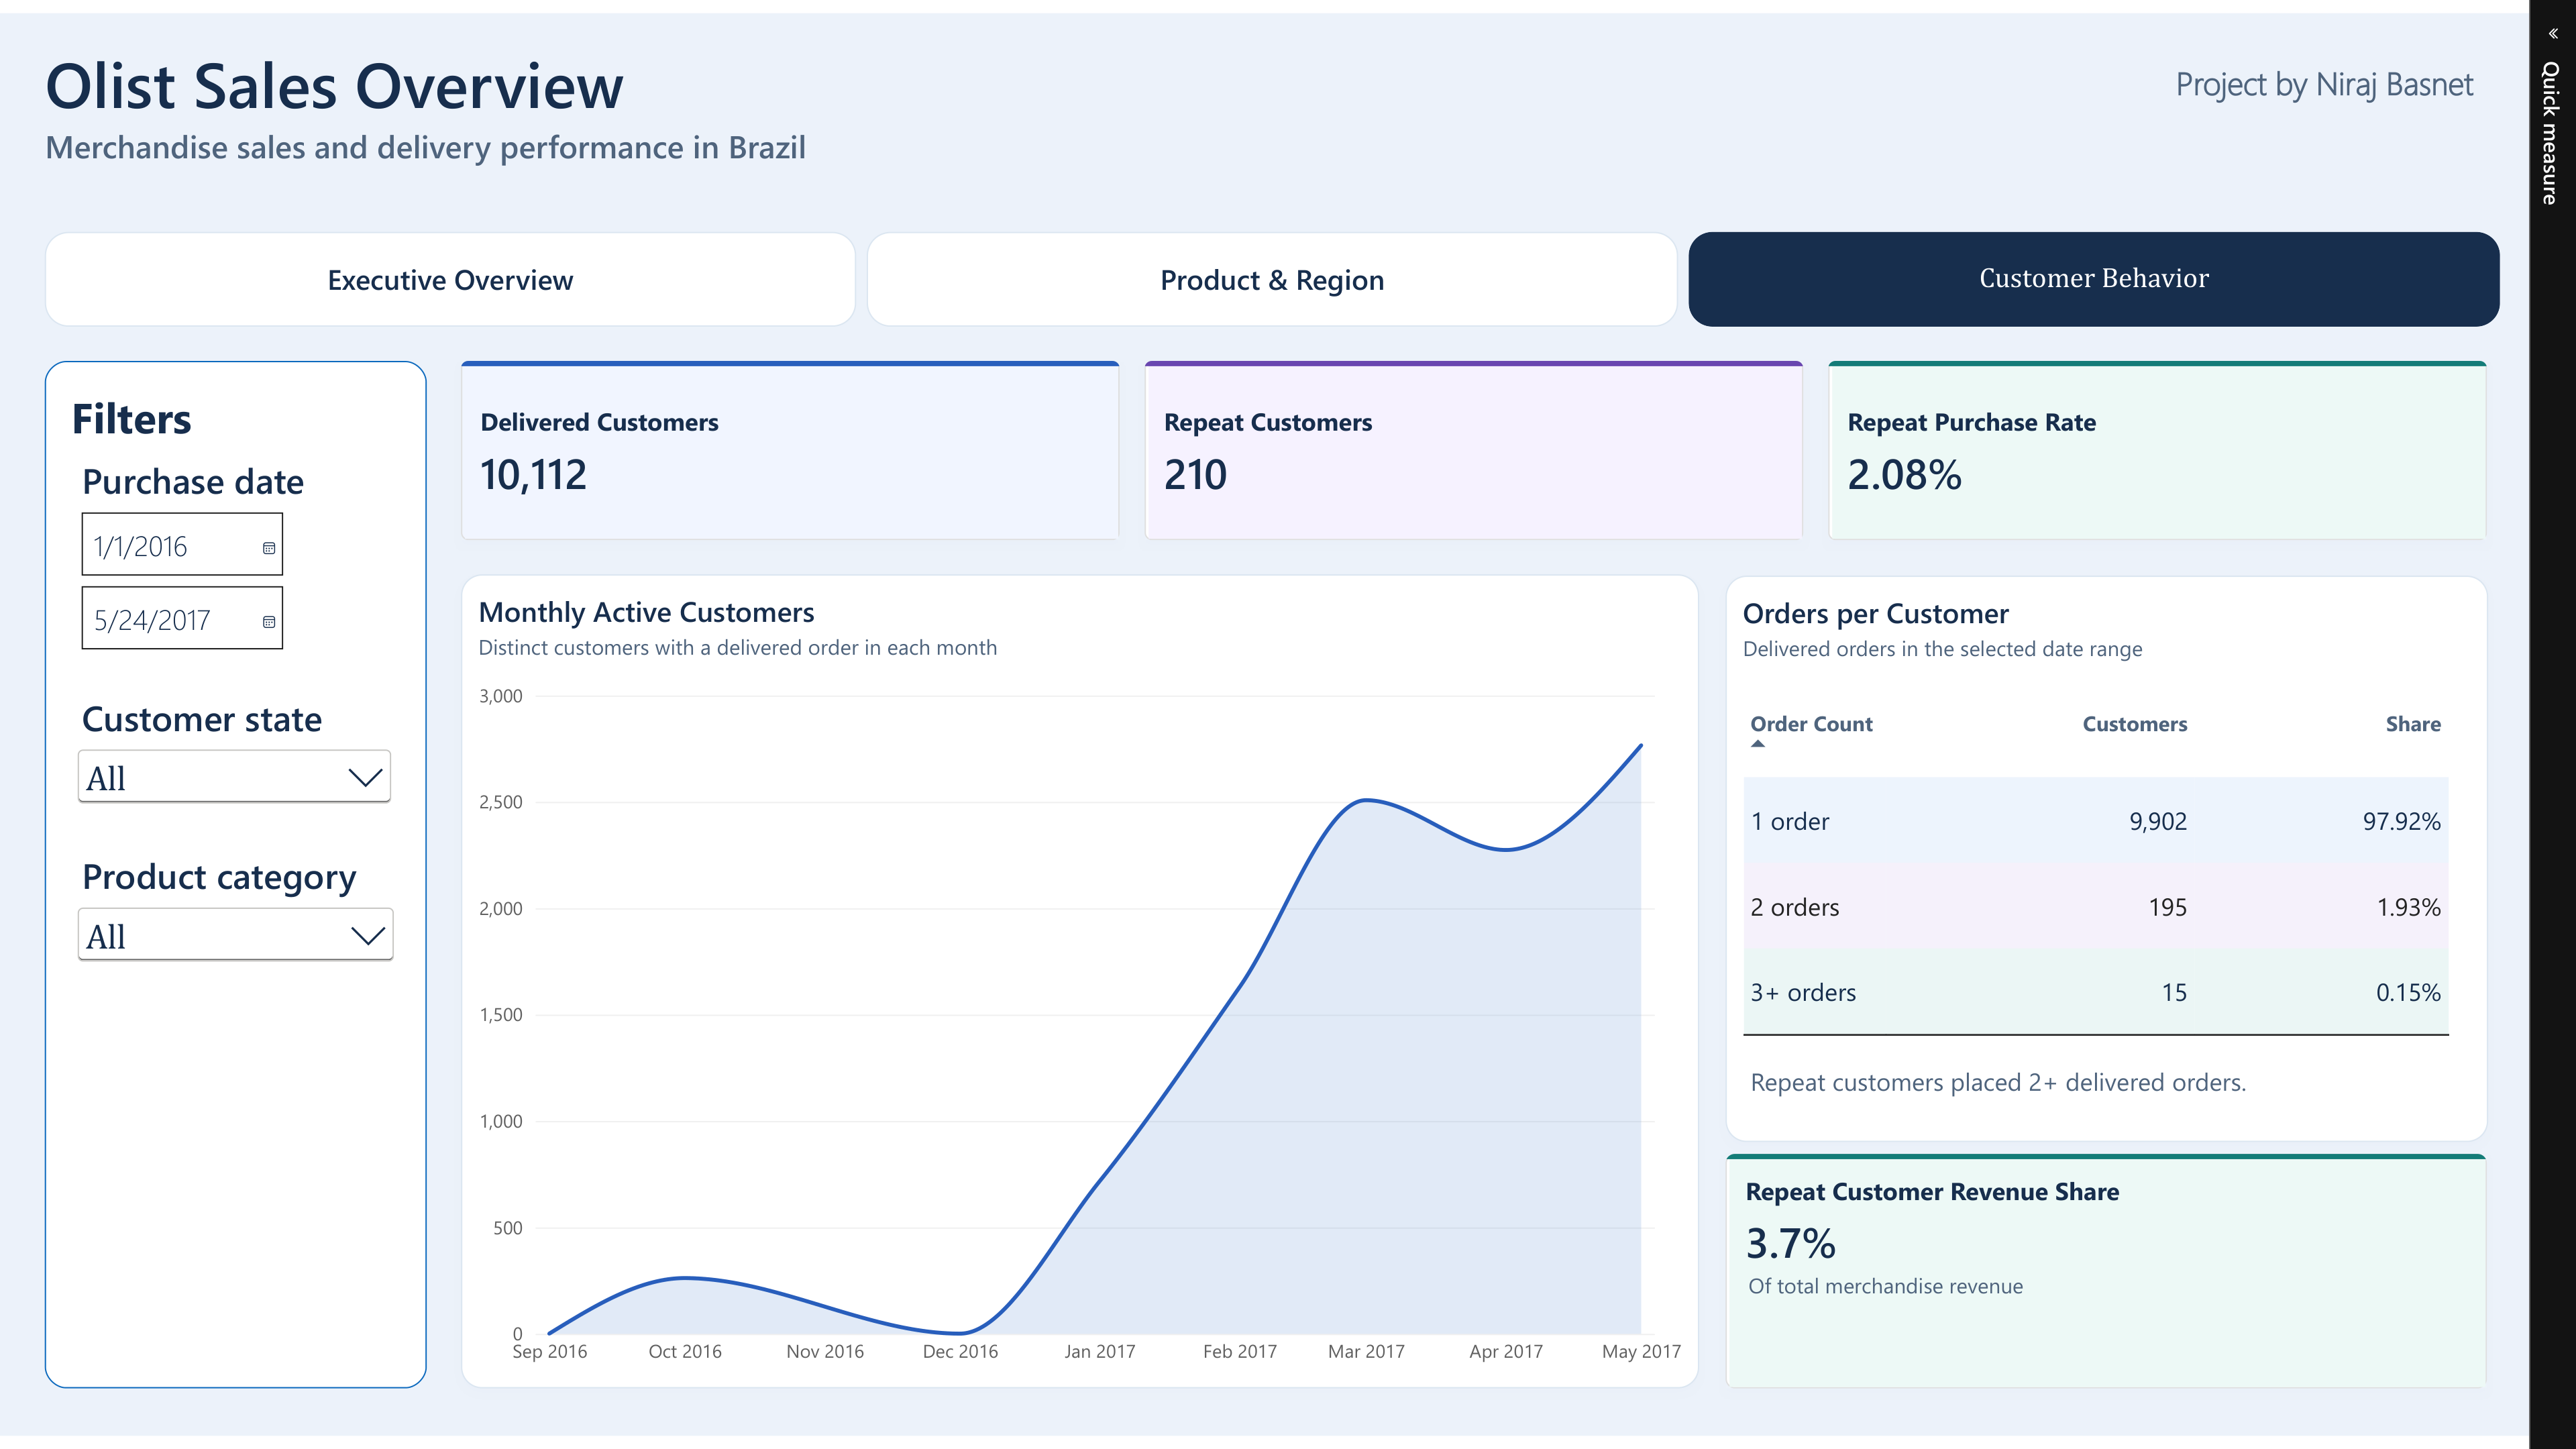 Olist Sales Overview
Project by Niraj Basnet
Merchandise sales and delivery performance in Brazil
«
Quick measure
Executive Overview
Product & Region
Customer Behavior
Filters
Purchase date
1/1/2016
5/24/2017
Customer state
All
Product category
All
Delivered Customers
10,112
Repeat Customers
210
Repeat Purchase Rate
2.08%
Monthly Active Customers
Distinct customers with a delivered order in each month
3,000
2,500
2,000
1,500
1,000
500
0
Sep 2016 Oct 2016 Nov 2016 Dec 2016 Jan 2017 Feb 2017 Mar 2017 Apr 2017 May 2017
Orders per Customer
Delivered orders in the selected date range
Order Count Customers Share
1 order 9,902 97.92%
2 orders 195 1.93%
3+ orders 15 0.15%
Repeat customers placed 2+ delivered orders.
Repeat Customer Revenue Share
3.7%
Of total merchandise revenue